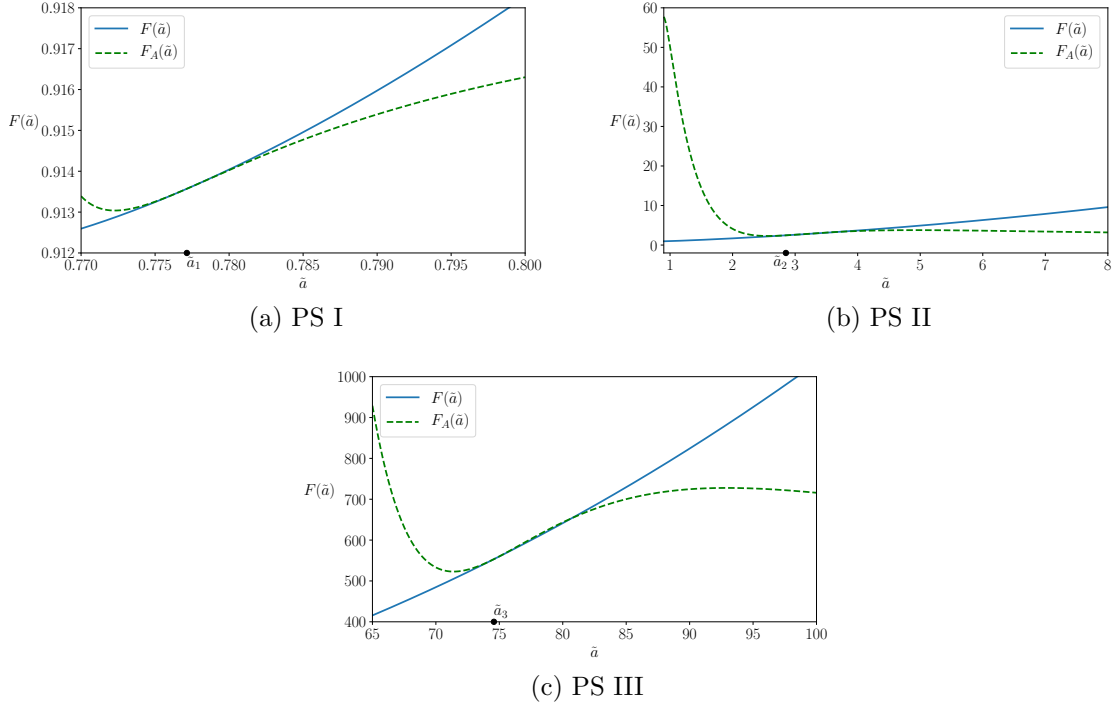 0.918
0.917
0.916
0.915
0.914
0.913
0.912
F(ã)
F(ã)
F_A(ã)
0.770 0.775 0.780 0.785 0.790 0.795 0.800
ã₁
ã
(a) PS I
60
50
40
30
20
10
0
F(ã)
F(ã)
F_A(ã)
1 2 3 4 5 6 7 8
ã₂
ã
(b) PS II
1000
900
800
700
600
500
400
F(ã)
F(ã)
F_A(ã)
ã₃
65 70 75 80 85 90 95 100
ã
(c) PS III